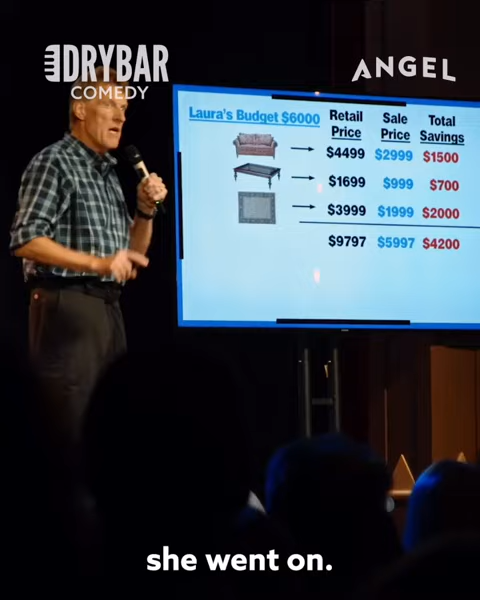 DRYBAR
COMEDY
ANGEL
Laura's Budget $6000
Retail Price
Sale Price
Total Savings
$4499 $2999 $1500
$1699 $999 $700
$3999 $1999 $2000
$9797 $5997 $4200
she went on.